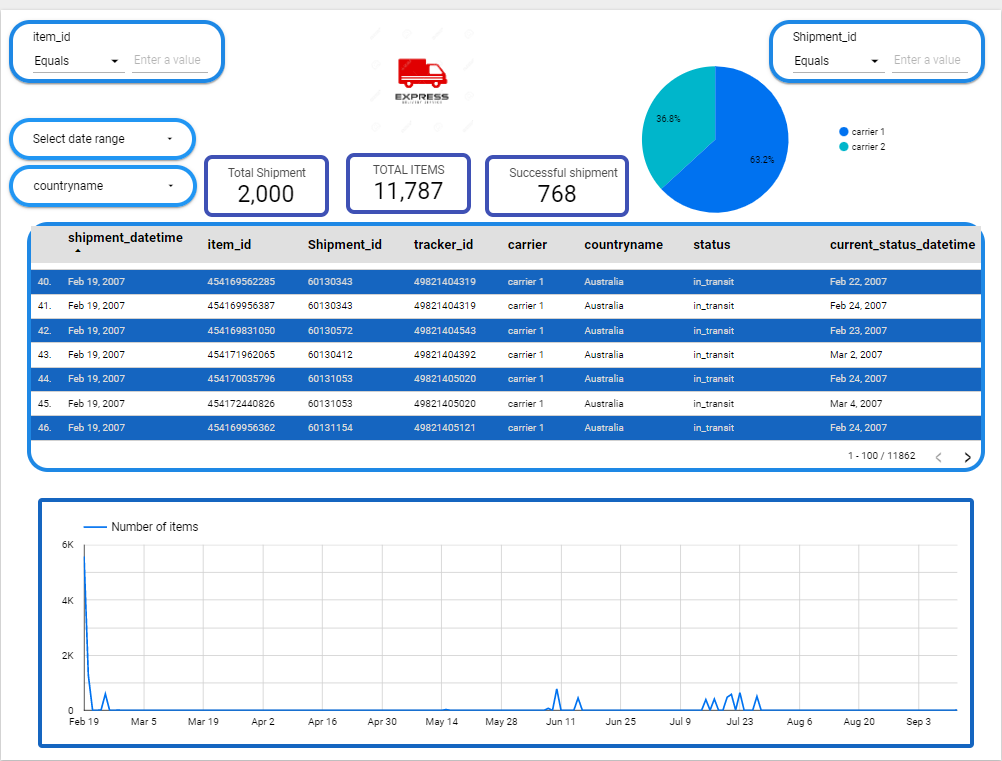 item_id
Equals Enter a value
EXPRESS
Shipment_id
Equals Enter a value
Select date range
countryname
Total Shipment
2,000
TOTAL ITEMS
11,787
Successful shipment
768
36.8%
63.2%
carrier 1
carrier 2
shipment_datetime item_id Shipment_id tracker_id carrier countryname status current_status_datetime
40. Feb 19, 2007 454169562285 60130343 49821404319 carrier 1 Australia in_transit Feb 22, 2007
41. Feb 19, 2007 454169956387 60130343 49821404319 carrier 1 Australia in_transit Feb 24, 2007
42. Feb 19, 2007 454169831050 60130572 49821404543 carrier 1 Australia in_transit Feb 23, 2007
43. Feb 19, 2007 454171962065 60130412 49821404392 carrier 1 Australia in_transit Mar 2, 2007
44. Feb 19, 2007 454170035796 60131053 49821405020 carrier 1 Australia in_transit Feb 24, 2007
45. Feb 19, 2007 454172440826 60131053 49821405020 carrier 1 Australia in_transit Mar 4, 2007
46. Feb 19, 2007 454169956362 60131154 49821405121 carrier 1 Australia in_transit Feb 24, 2007
1 - 100 / 11862
Number of items
6K
4K
2K
0
Feb 19 Mar 5 Mar 19 Apr 2 Apr 16 Apr 30 May 14 May 28 Jun 11 Jun 25 Jul 9 Jul 23 Aug 6 Aug 20 Sep 3